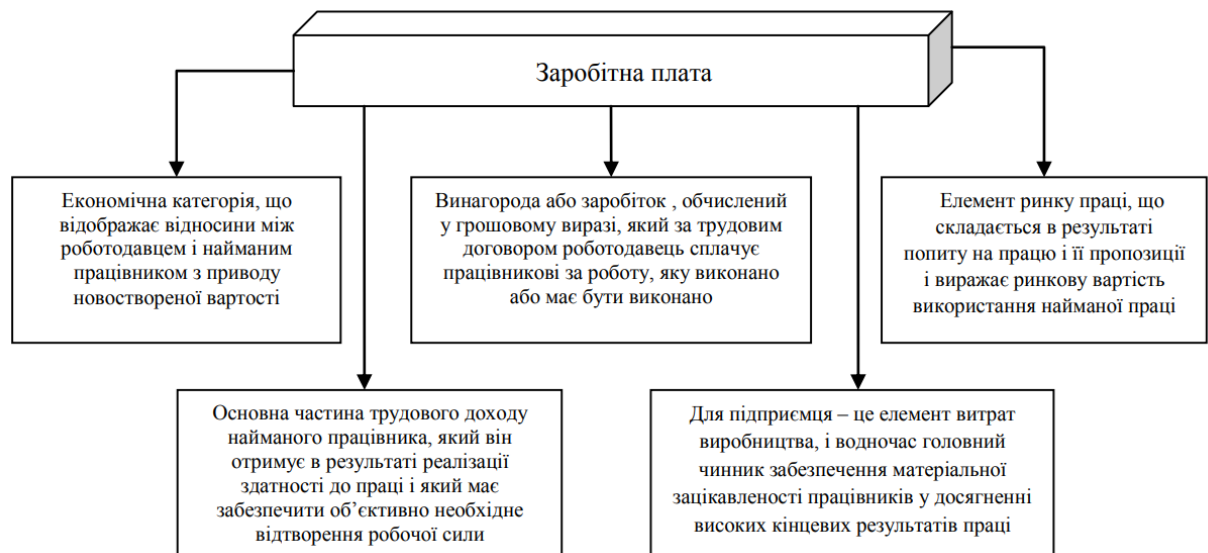 Заробітна плата
Економічна категорія, що
відображає відносини між
роботодавцем і найманим
працівником з приводу
новоствореної вартості
Винагорода або заробіток , обчислений
у грошовому виразі, який за трудовим
договором роботодавець сплачує
працівникові за роботу, яку виконано
або має бути виконано
Елемент ринку праці, що
складається в результаті
попиту на працю і її пропозиції
і виражає ринкову вартість
використання найманої праці
Основна частина трудового доходу
найманого працівника, який він
отримує в результаті реалізації
здатності до праці і який має
забезпечити об’єктивно необхідне
відтворення робочої сили
Для підприємця – це елемент витрат
виробництва, і водночас головний
чинник забезпечення матеріальної
зацікавленості працівників у досягненні
високих кінцевих результатів праці